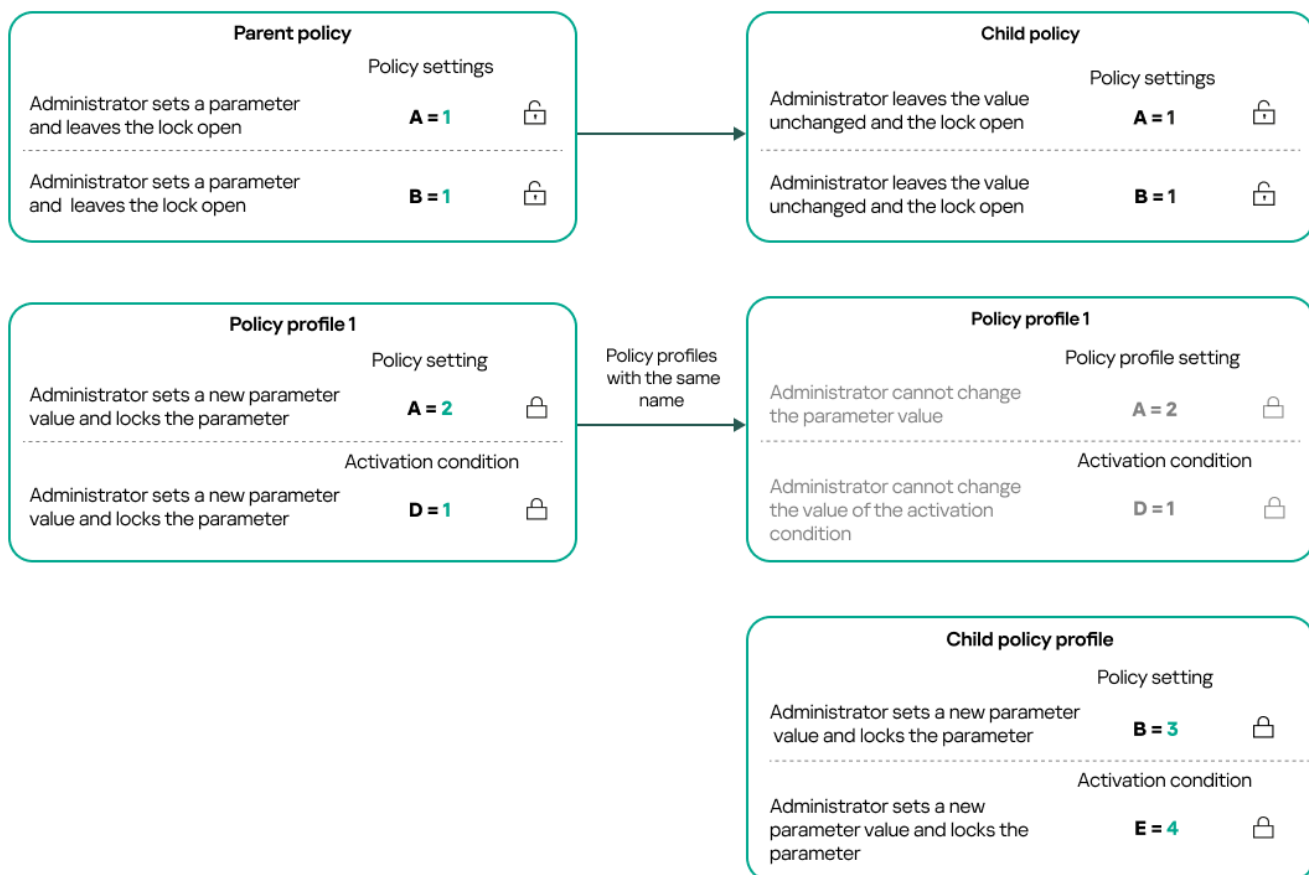 Parent policy
Policy settings
Administrator sets a parameter
and leaves the lock open
A = 1
Administrator sets a parameter
and leaves the lock open
B = 1
Child policy
Policy settings
Administrator leaves the value
unchanged and the lock open
A = 1
Administrator leaves the value
unchanged and the lock open
B = 1
Policy profile 1
Policy setting
Administrator sets a new parameter
value and locks the parameter
A = 2
Activation condition
Administrator sets a new parameter
value and locks the parameter
D = 1
Policy profiles
with the same
name
Policy profile 1
Policy profile setting
Administrator cannot change
the parameter value
A = 2
Activation condition
Administrator cannot change
the value of the activation
condition
D = 1
Child policy profile
Policy setting
Administrator sets a new parameter
value and locks the parameter
B = 3
Activation condition
Administrator sets a new
parameter value and locks the
parameter
E = 4